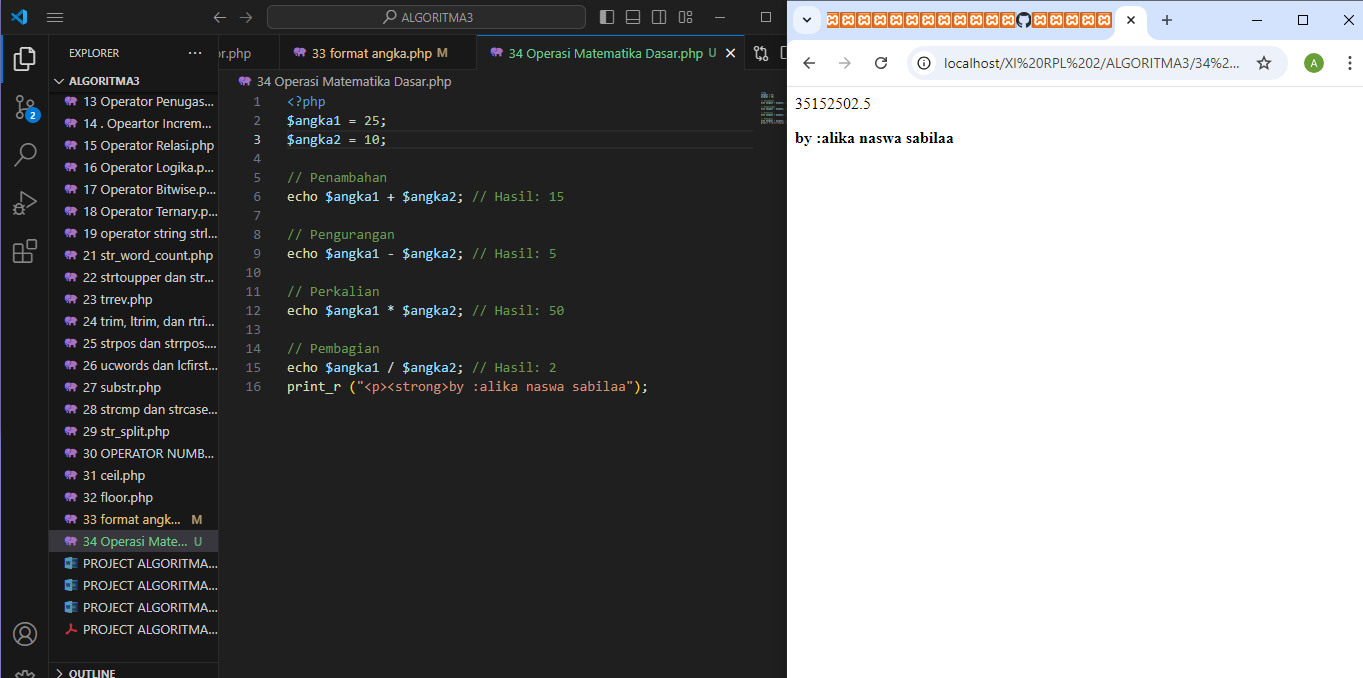 ALGORITMA3
EXPLORER
ALGORITMA3
13 Operator Penugas...
14 . Opeartor Increm...
15 Operator Relasi.php
16 Operator Logika.p...
17 Operator Bitwise.p...
18 Operator Ternary.p...
19 operator string strl...
21 str_word_count.php
22 strtoupper dan str...
23 trrev.php
24 trim, ltrim, dan rtri...
25 strpos dan strrpos....
26 ucwords dan lcfirst...
27 substr.php
28 strcmp dan strcase...
29 str_split.php
30 OPERATOR NUMB...
31 ceil.php
32 floor.php
33 format angk... M
34 Operasi Mate... U
PROJECT ALGORITMA...
PROJECT ALGORITMA...
PROJECT ALGORITMA...
PROJECT ALGORITMA...
OUTLINE
2
or.php
33 format angka.php M
34 Operasi Matematika Dasar.php U
34 Operasi Matematika Dasar.php
1 <?php
2 $angka1 = 25;
3 $angka2 = 10;
4
5 // Penambahan
6 echo $angka1 + $angka2; // Hasil: 15
7
8 // Pengurangan
9 echo $angka1 - $angka2; // Hasil: 5
10
11 // Perkalian
12 echo $angka1 * $angka2; // Hasil: 50
13
14 // Pembagian
15 echo $angka1 / $angka2; // Hasil: 2
16 print_r ("<p><strong>by :alika naswa sabilaa");
localhost/XI%20RPL%202/ALGORITMA3/34%2...
A
35152502.5
by :alika naswa sabilaa